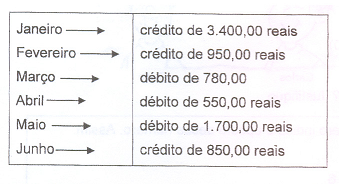 Janeiro → crédito de 3.400,00 reais
Fevereiro → crédito de 950,00 reais
Março → débito de 780,00
Abril → débito de 550,00 reais
Maio → débito de 1.700,00 reais
Junho → crédito de 850,00 reais